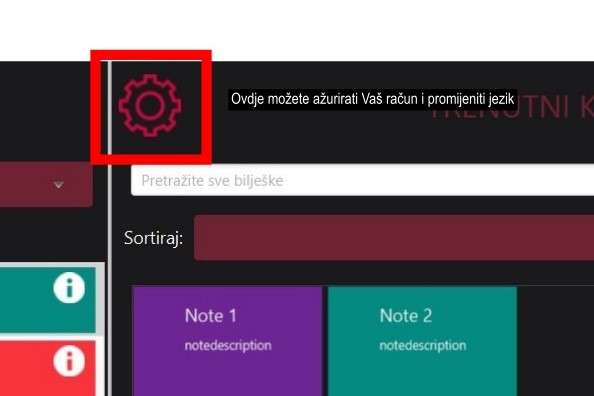 Ovdje možete ažurirati Vaš račun i promijeniti jezik
TRENUTNI K
Pretražite sve bilješke
Sortiraj:
Note 1
Note 2
notedescription
notedescription